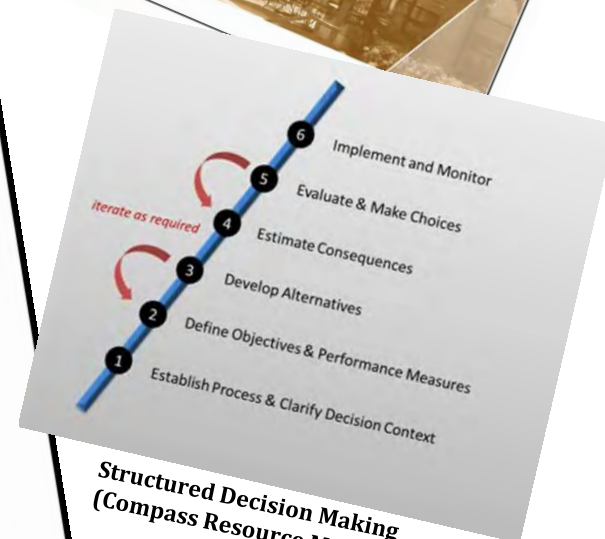 6 Implement and Monitor
5 Evaluate & Make Choices
iterate as required
4 Estimate Consequences
3 Develop Alternatives
2 Define Objectives & Performance Measures
1 Establish Process & Clarify Decision Context
Structured Decision Making
(Compass Resource